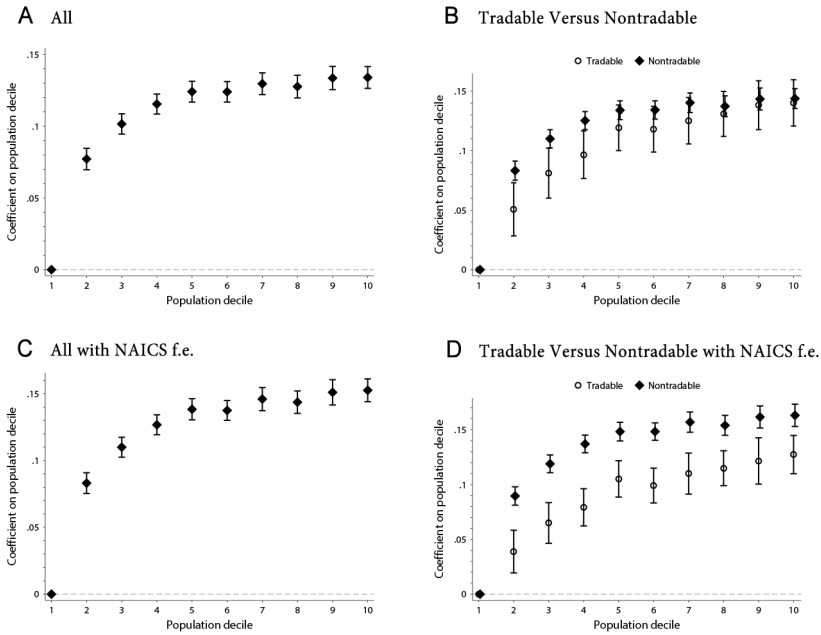 A All
.15
.1
.05
0
1 2 3 4 5 6 7 8 9 10
Population decile
Coefficient on population decile
B Tradable Versus Nontradable
Tradable Nontradable
.15
.1
.05
0
1 2 3 4 5 6 7 8 9 10
Population decile
Coefficient on population decile
C All with NAICS f.e.
.15
.1
.05
0
1 2 3 4 5 6 7 8 9 10
Population decile
Coefficient on population decile
D Tradable Versus Nontradable with NAICS f.e.
Tradable Nontradable
.15
.1
.05
0
1 2 3 4 5 6 7 8 9 10
Population decile
Coefficient on population decile